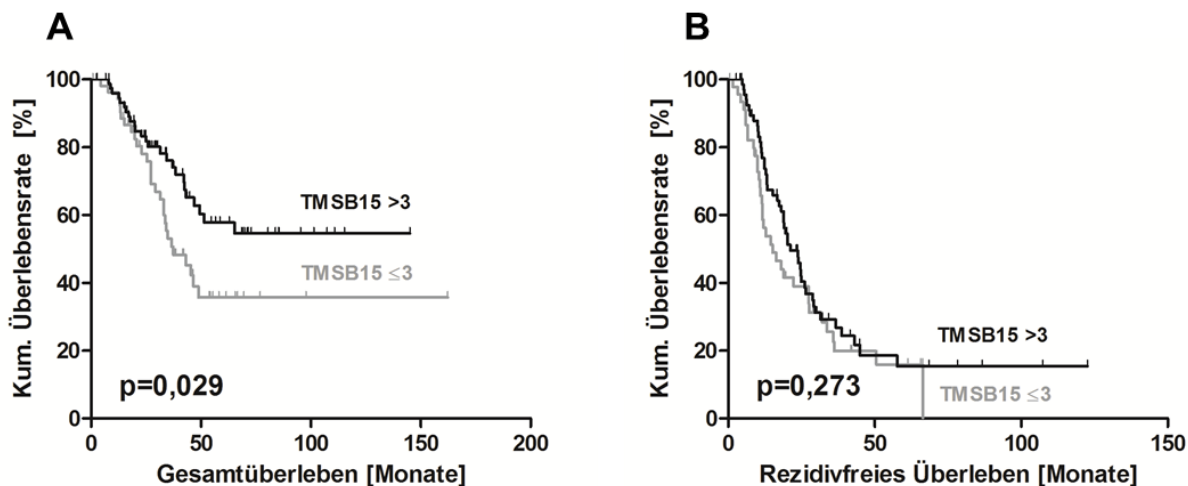 A
Kum. Überlebensrate [%]
100
80
60
40
20
0
TMSB15 >3
TMSB15 ≤3
p=0,029
0 50 100 150 200
Gesamtüberleben [Monate]
B
Kum. Überlebensrate [%]
100
80
60
40
20
0
TMSB15 >3
p=0,273
TMSB15 ≤3
0 50 100 150
Rezidivfreies Überleben [Monate]